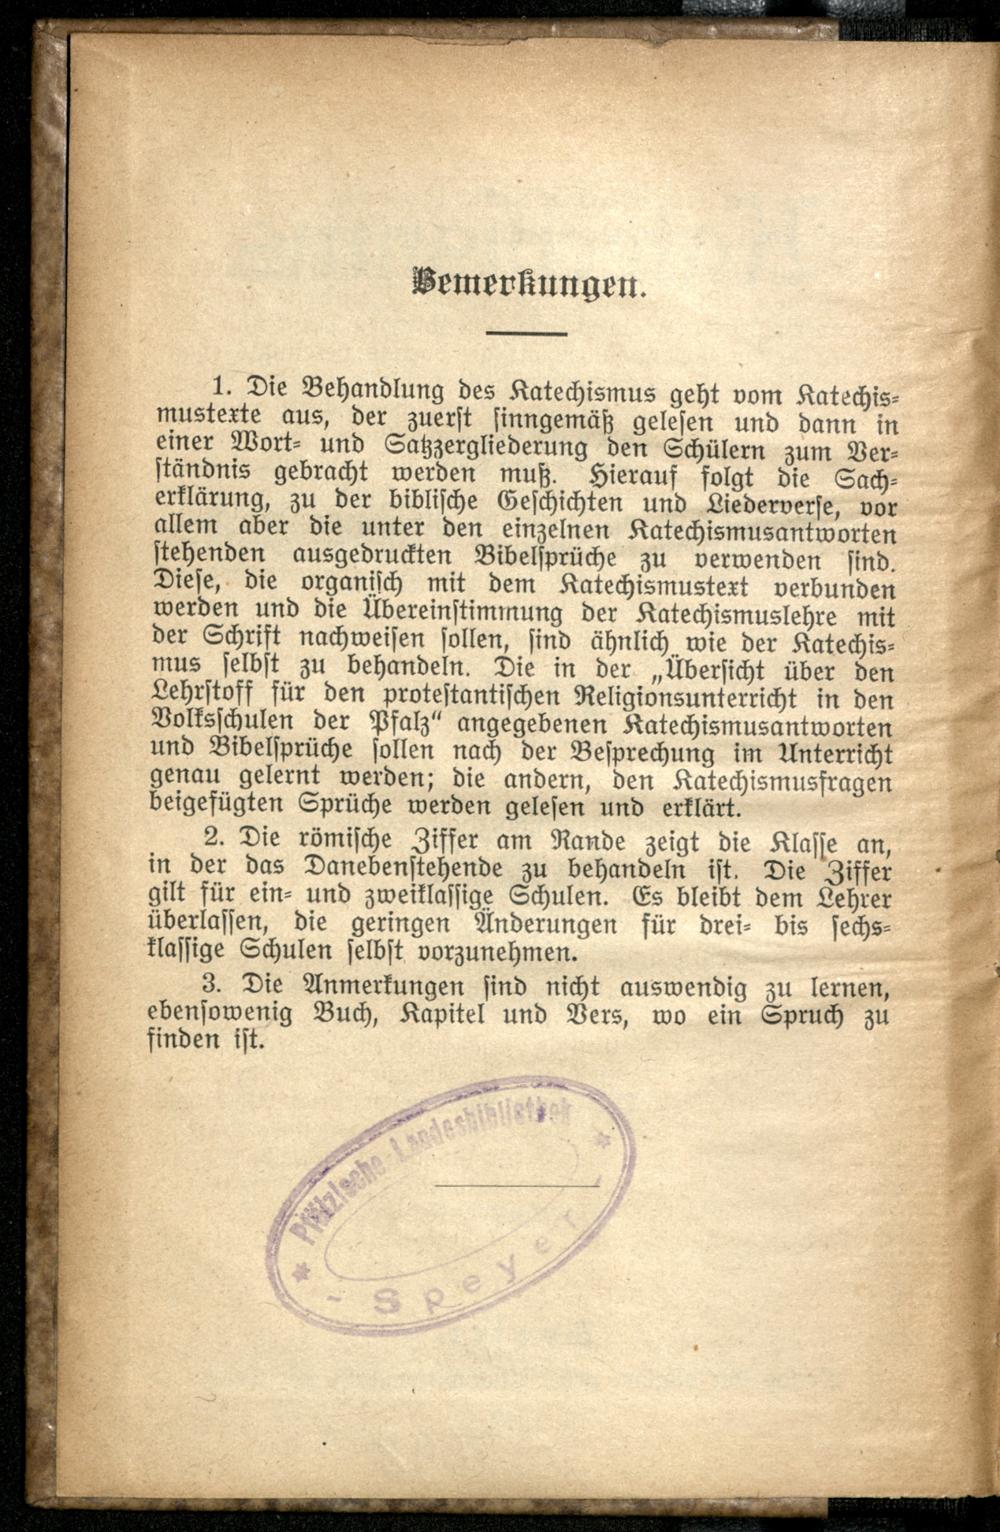 Bemerkungen.
1. Die Behandlung des Katechismus geht vom Katechis-
mustexte aus, der zuerst sinngemäß gelesen und dann in
einer Wort- und Satzzergliederung den Schülern zum Ver-
ständnis gebracht werden muß. Hierauf folgt die Sach-
erklärung, zu der biblische Geschichten und Liederverse, vor
allem aber die unter den einzelnen Katechismusantworten
stehenden ausgedruckten Bibelsprüche zu verwenden sind.
Diese, die organisch mit dem Katechismustext verbunden
werden und die Übereinstimmung der Katechismuslehre mit
der Schrift nachweisen sollen, sind ähnlich wie der Katechis-
mus selbst zu behandeln. Die in der „Übersicht über den
Lehrstoff für den protestantischen Religionsunterricht in den
Volksschulen der Pfalz“ angegebenen Katechismusantworten
und Bibelsprüche sollen nach der Besprechung im Unterricht
genau gelernt werden; die andern, den Katechismusfragen
beigefügten Sprüche werden gelesen und erklärt.
2. Die römische Ziffer am Rande zeigt die Klasse an,
in der das Danebenstehende zu behandeln ist. Die Ziffer
gilt für ein- und zweiklassige Schulen. Es bleibt dem Lehrer
überlassen, die geringen Änderungen für drei- bis sechs-
klassige Schulen selbst vorzunehmen.
3. Die Anmerkungen sind nicht auswendig zu lernen,
ebensowenig Buch, Kapitel und Vers, wo ein Spruch zu
finden ist.
Pfälzische Landesbibliothek
- Speyer